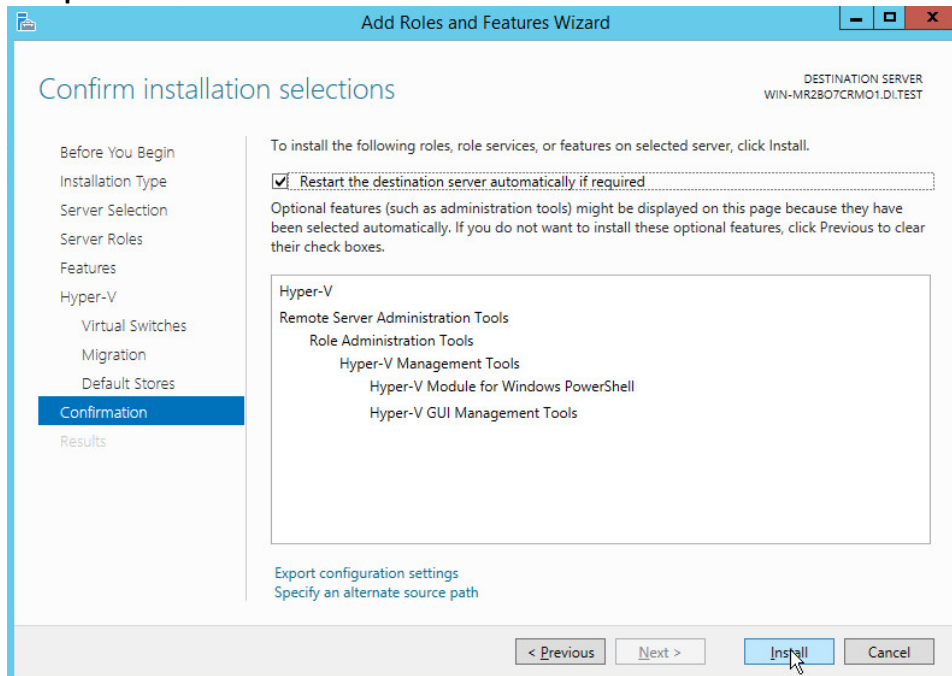 Add Roles and Features Wizard
Confirm installation selections
DESTINATION SERVER
WIN-MR2BO7CRMO1.DI.TEST
Before You Begin
Installation Type
Server Selection
Server Roles
Features
Hyper-V
Virtual Switches
Migration
Default Stores
Confirmation
Results
To install the following roles, role services, or features on selected server, click Install.
Restart the destination server automatically if required
Optional features (such as administration tools) might be displayed on this page because they have
been selected automatically. If you do not want to install these optional features, click Previous to clear
their check boxes.
Hyper-V
Remote Server Administration Tools
Role Administration Tools
Hyper-V Management Tools
Hyper-V Module for Windows PowerShell
Hyper-V GUI Management Tools
Export configuration settings
Specify an alternate source path
< Previous
Next >
Install
Cancel